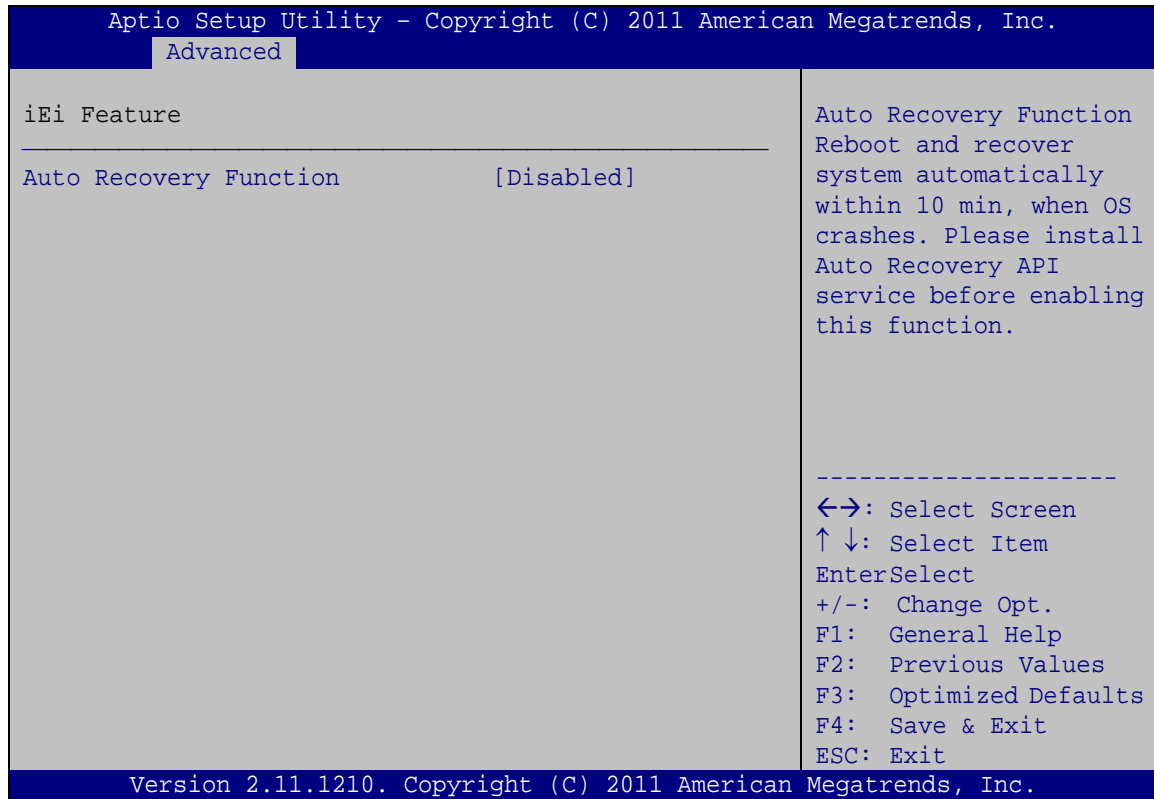 Aptio Setup Utility – Copyright (C) 2011 American Megatrends, Inc.
Advanced
iEi Feature
Auto Recovery Function [Disabled]
Auto Recovery Function
Reboot and recover
system automatically
within 10 min, when OS
crashes. Please install
Auto Recovery API
service before enabling
this function.
---------------------
←→: Select Screen
↑ ↓: Select Item
EnterSelect
+/-: Change Opt.
F1: General Help
F2: Previous Values
F3: Optimized Defaults
F4: Save & Exit
ESC: Exit
Version 2.11.1210. Copyright (C) 2011 American Megatrends, Inc.